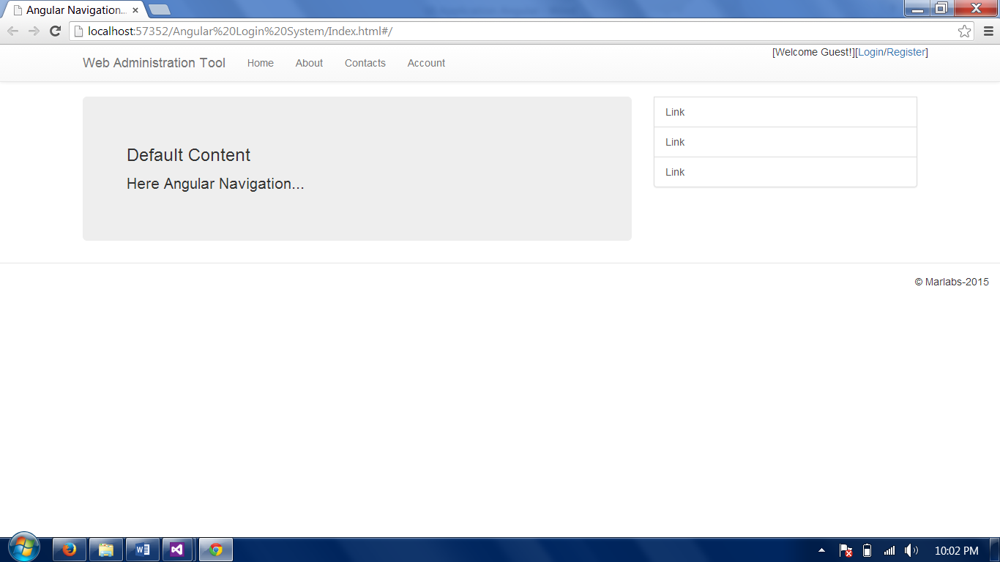 Angular Navigation...
localhost:57352/Angular%20Login%20System/Index.html#/
Web Administration Tool Home About Contacts Account
[Welcome Guest!][Login/Register]
Default Content
Here Angular Navigation...
Link
Link
Link
© Marlabs-2015
10:02 PM